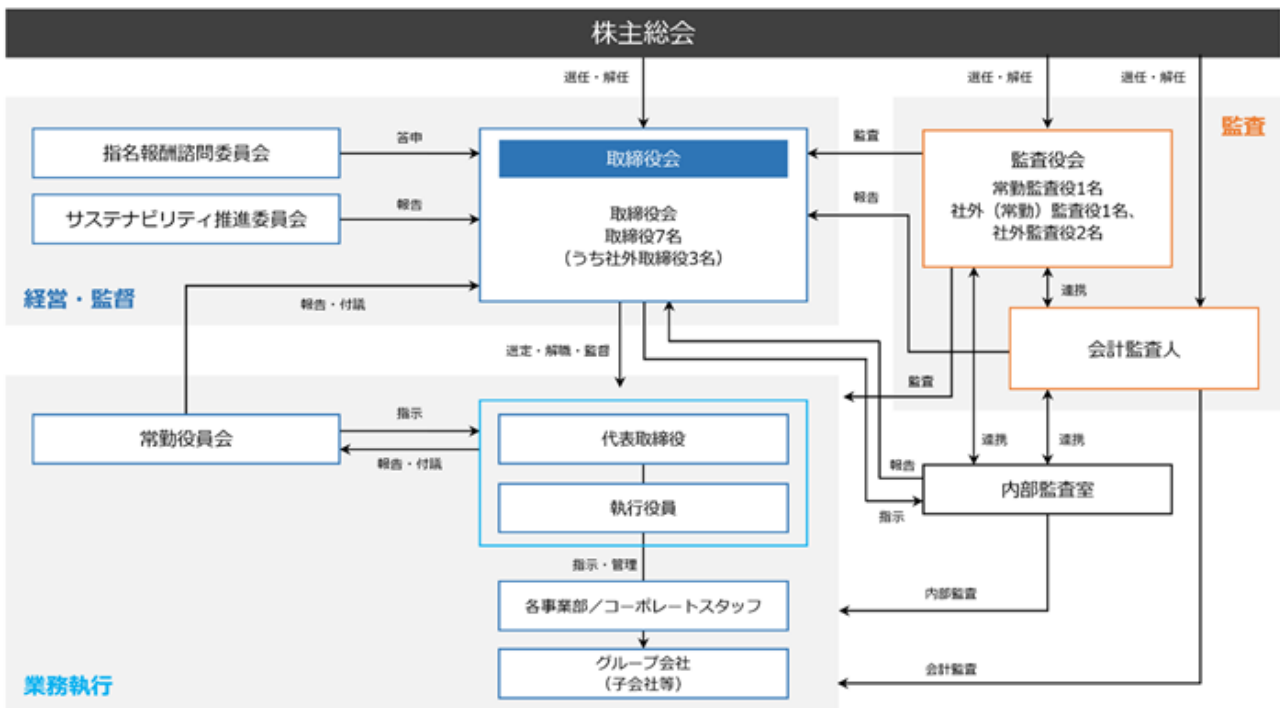 株主総会
選任・解任
選任・解任
選任・解任
監査
指名報酬諮問委員会
答申
サステナビリティ推進委員会
報告
取締役会
取締役会
取締役7名
（うち社外取締役3名）
監査
報告
監査役会
常勤監査役1名
社外（常勤）監査役1名、
社外監査役2名
経営・監督
報告・付議
連携
会計監査人
選定・解職・監督
監査
常勤役員会
指示
報告・付議
代表取締役
執行役員
連携
連携
報告
内部監査室
指示
指示・管理
各事業部／コーポレートスタッフ
内部監査
グループ会社
（子会社等）
会計監査
業務執行